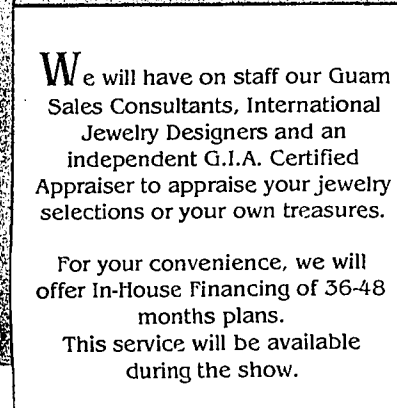 We will have on staff our Guam
Sales Consultants, International
Jewelry Designers and an
independent G.I.A. Certified
Appraiser to appraise your jewelry
selections or your own treasures.
For your convenience, we will
offer In-House Financing of 36-48
months plans.
This service will be available
during the show.